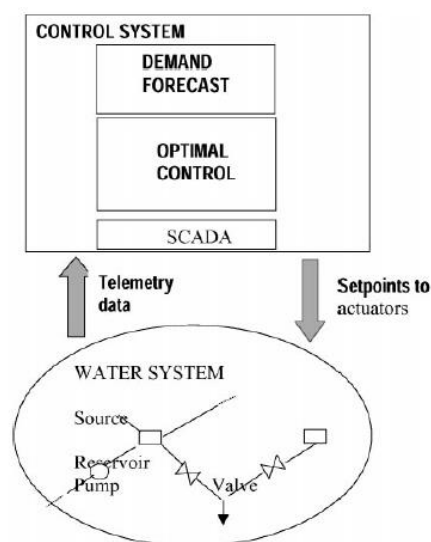 CONTROL SYSTEM
DEMAND
FORECAST
OPTIMAL
CONTROL
SCADA
Telemetry
data
Setpoints to
actuators
WATER SYSTEM
Source
Reservoir
Pump
Valve